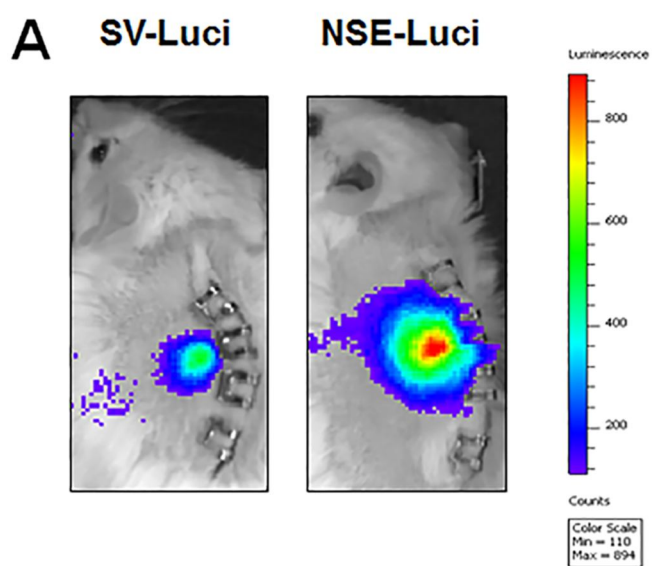 A
SV-Luci
NSE-Luci
Luminescence
800
600
400
200
Counts
Color Scale
Min = 110
Max = 894